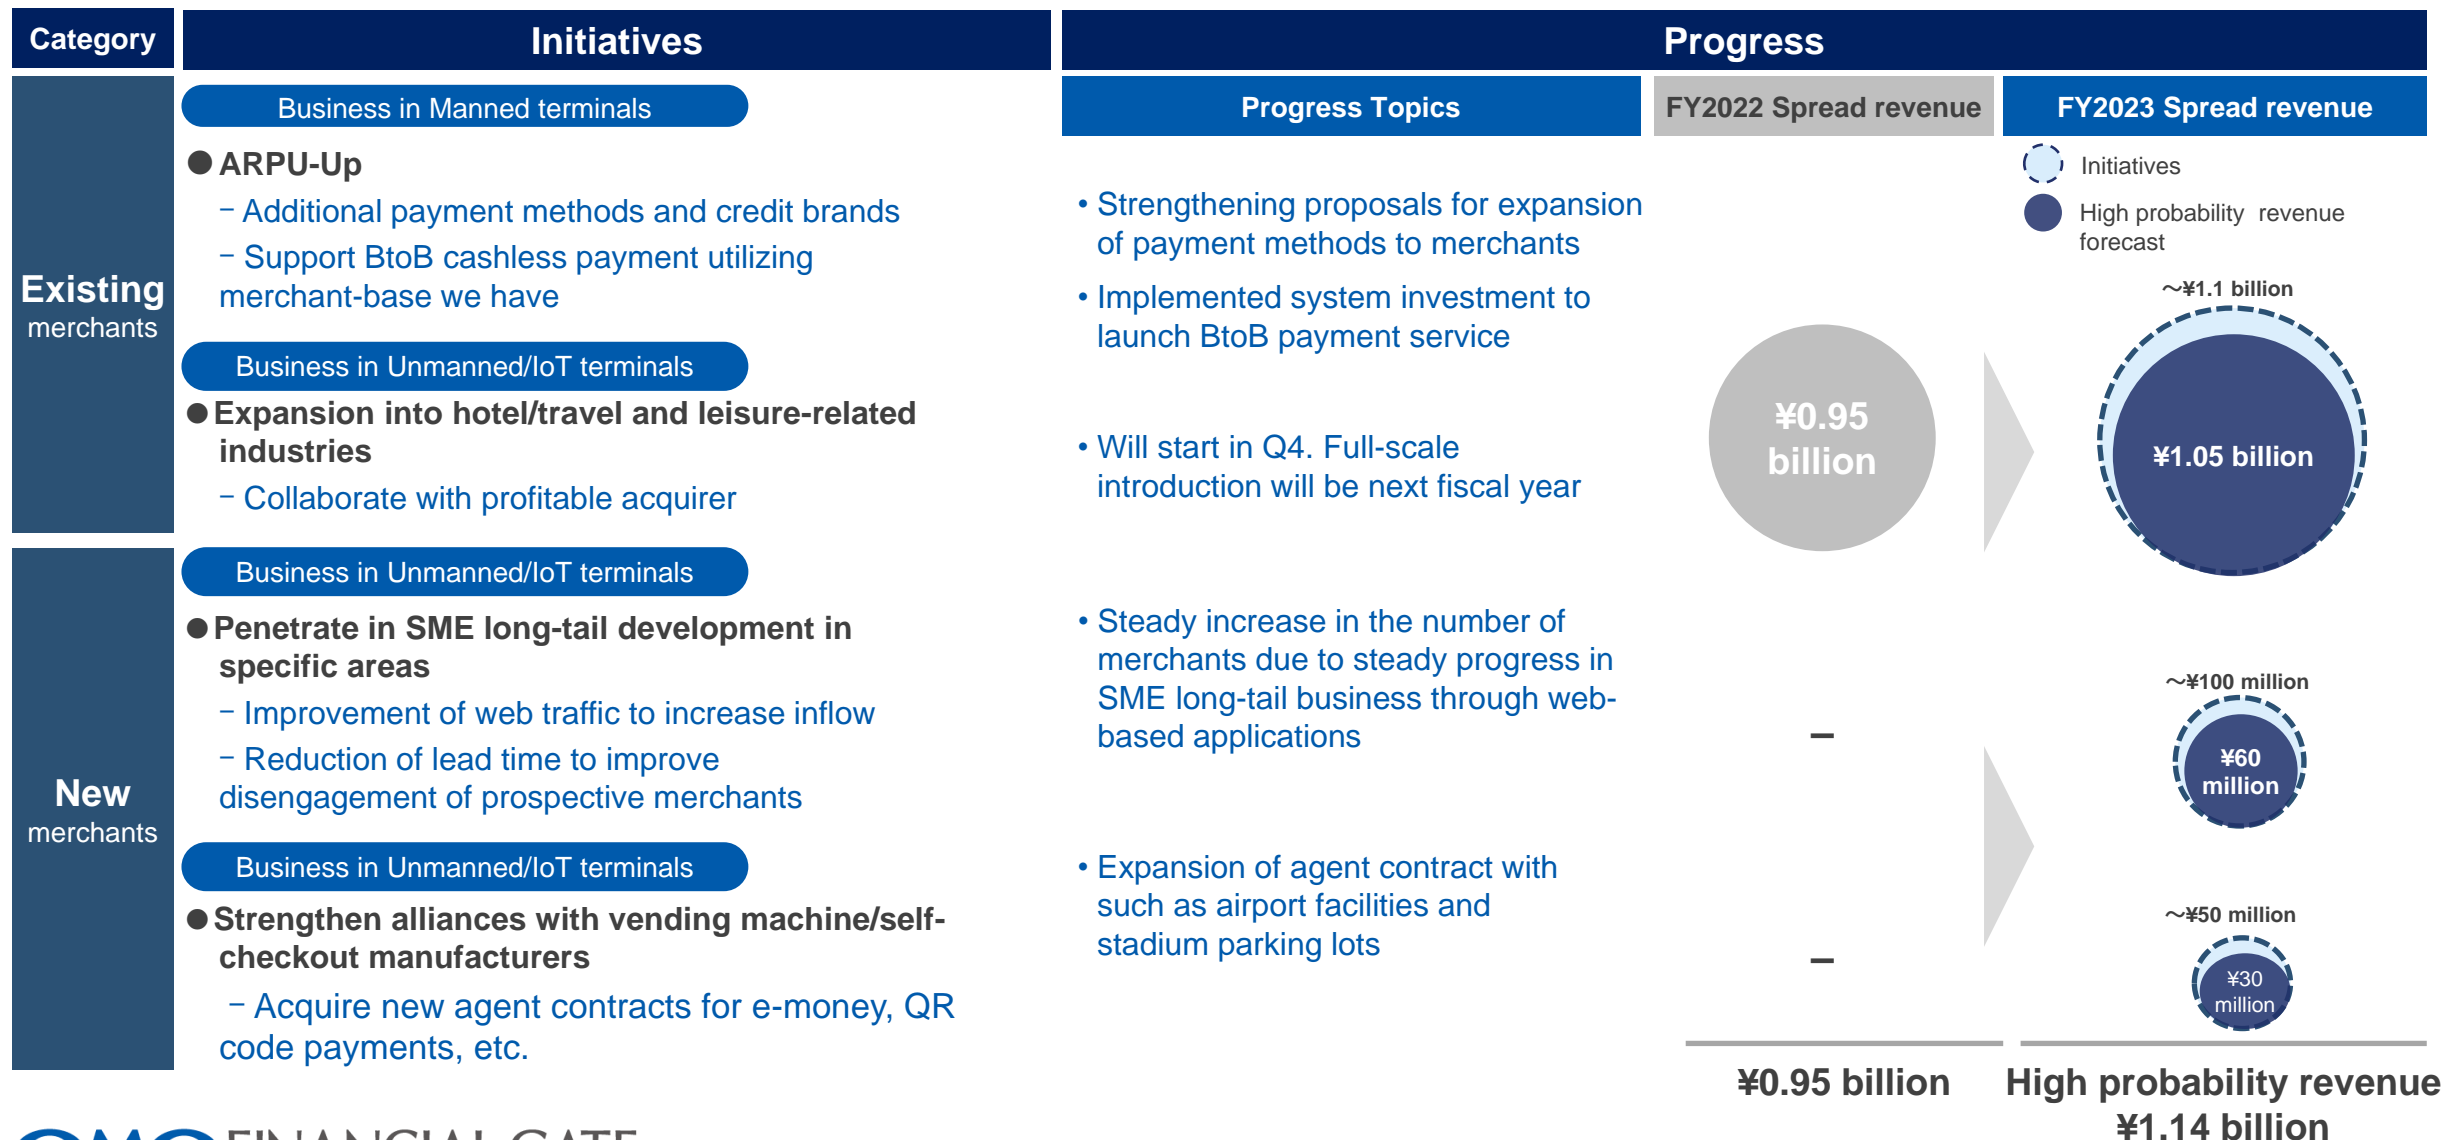 Category
Initiatives
Progress
Existing
merchants
Business in Manned terminals
●ARPU-Up
− Additional payment methods and credit brands
− Support BtoB cashless payment utilizing
merchant-base we have
Business in Unmanned/IoT terminals
●Expansion into hotel/travel and leisure-related
industries
− Collaborate with profitable acquirer
New
merchants
Business in Unmanned/IoT terminals
●Penetrate in SME long-tail development in
specific areas
− Improvement of web traffic to increase inflow
− Reduction of lead time to improve
disengagement of prospective merchants
Business in Unmanned/IoT terminals
●Strengthen alliances with vending machine/self-
checkout manufacturers
− Acquire new agent contracts for e-money, QR
code payments, etc.
Progress Topics
• Strengthening proposals for expansion
of payment methods to merchants
• Implemented system investment to
launch BtoB payment service
• Will start in Q4. Full-scale
introduction will be next fiscal year
• Steady increase in the number of
merchants due to steady progress in
SME long-tail business through web-
based applications
• Expansion of agent contract with
such as airport facilities and
stadium parking lots
FY2022 Spread revenue
¥0.95
billion
–
–
¥0.95 billion
FY2023 Spread revenue
Initiatives
High probability revenue
forecast
～¥1.1 billion
¥1.05 billion
～¥100 million
¥60
million
～¥50 million
¥30
million
High probability revenue
¥1.14 billion
FINANCIAL GATE